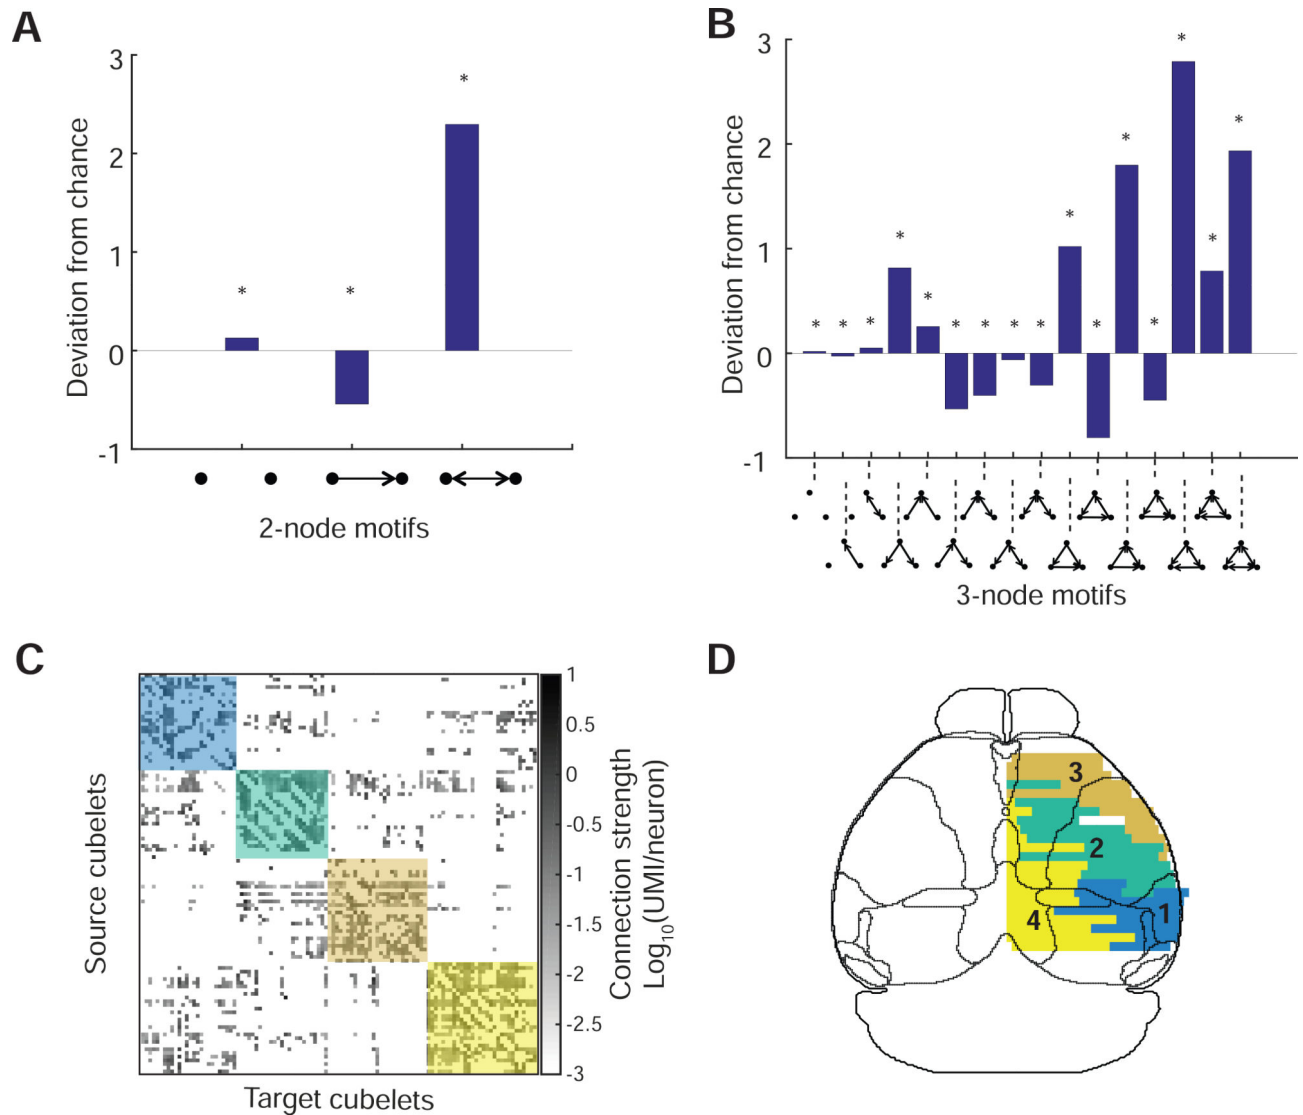 A
Deviation from chance
3
2
1
0
-1
* * *
2-node motifs
B
Deviation from chance
3
2
1
0
-1
* * * * * * * * * * * * * * * *
3-node motifs
C
Source cubelets
Target cubelets
1
0.5
0
-0.5
-1
-1.5
-2
-2.5
-3
Connection strength
Log10(UMI/neuron)
D
3
2
1
4